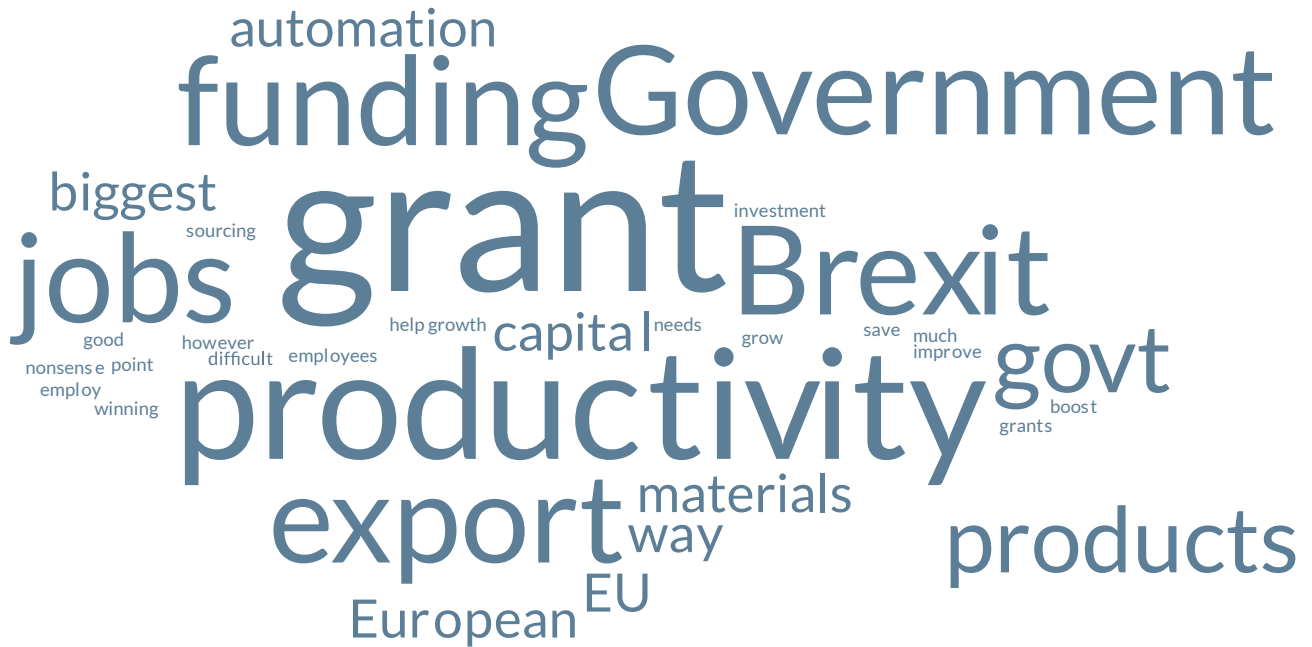 automation
funding Government
biggest
sourcing
grant
investment
jobs
Brexit
help growth
capital
needs
good
however
difficult
employees
grow
save
much
improve
govt
nonsense point
employ
winning
productivity
boost
grants
export
materials
way
products
EU
European